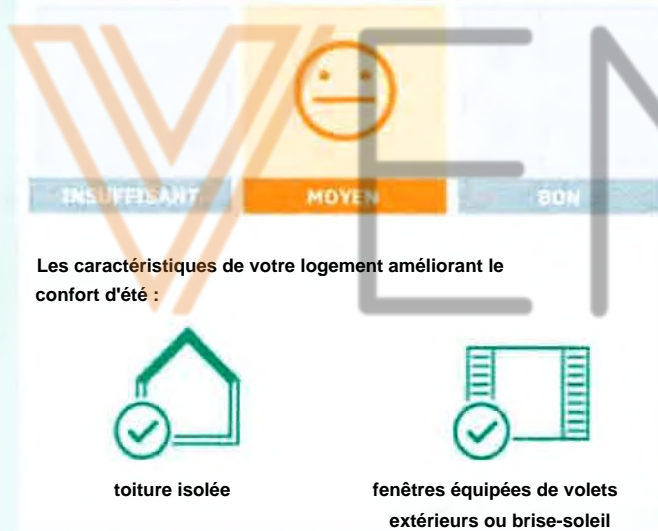 INSUFFISANT
MOYEN
BON
Les caractéristiques de votre logement améliorant le
confort d'été :
toiture isolée
fenêtres équipées de volets
extérieurs ou brise-soleil
VEN